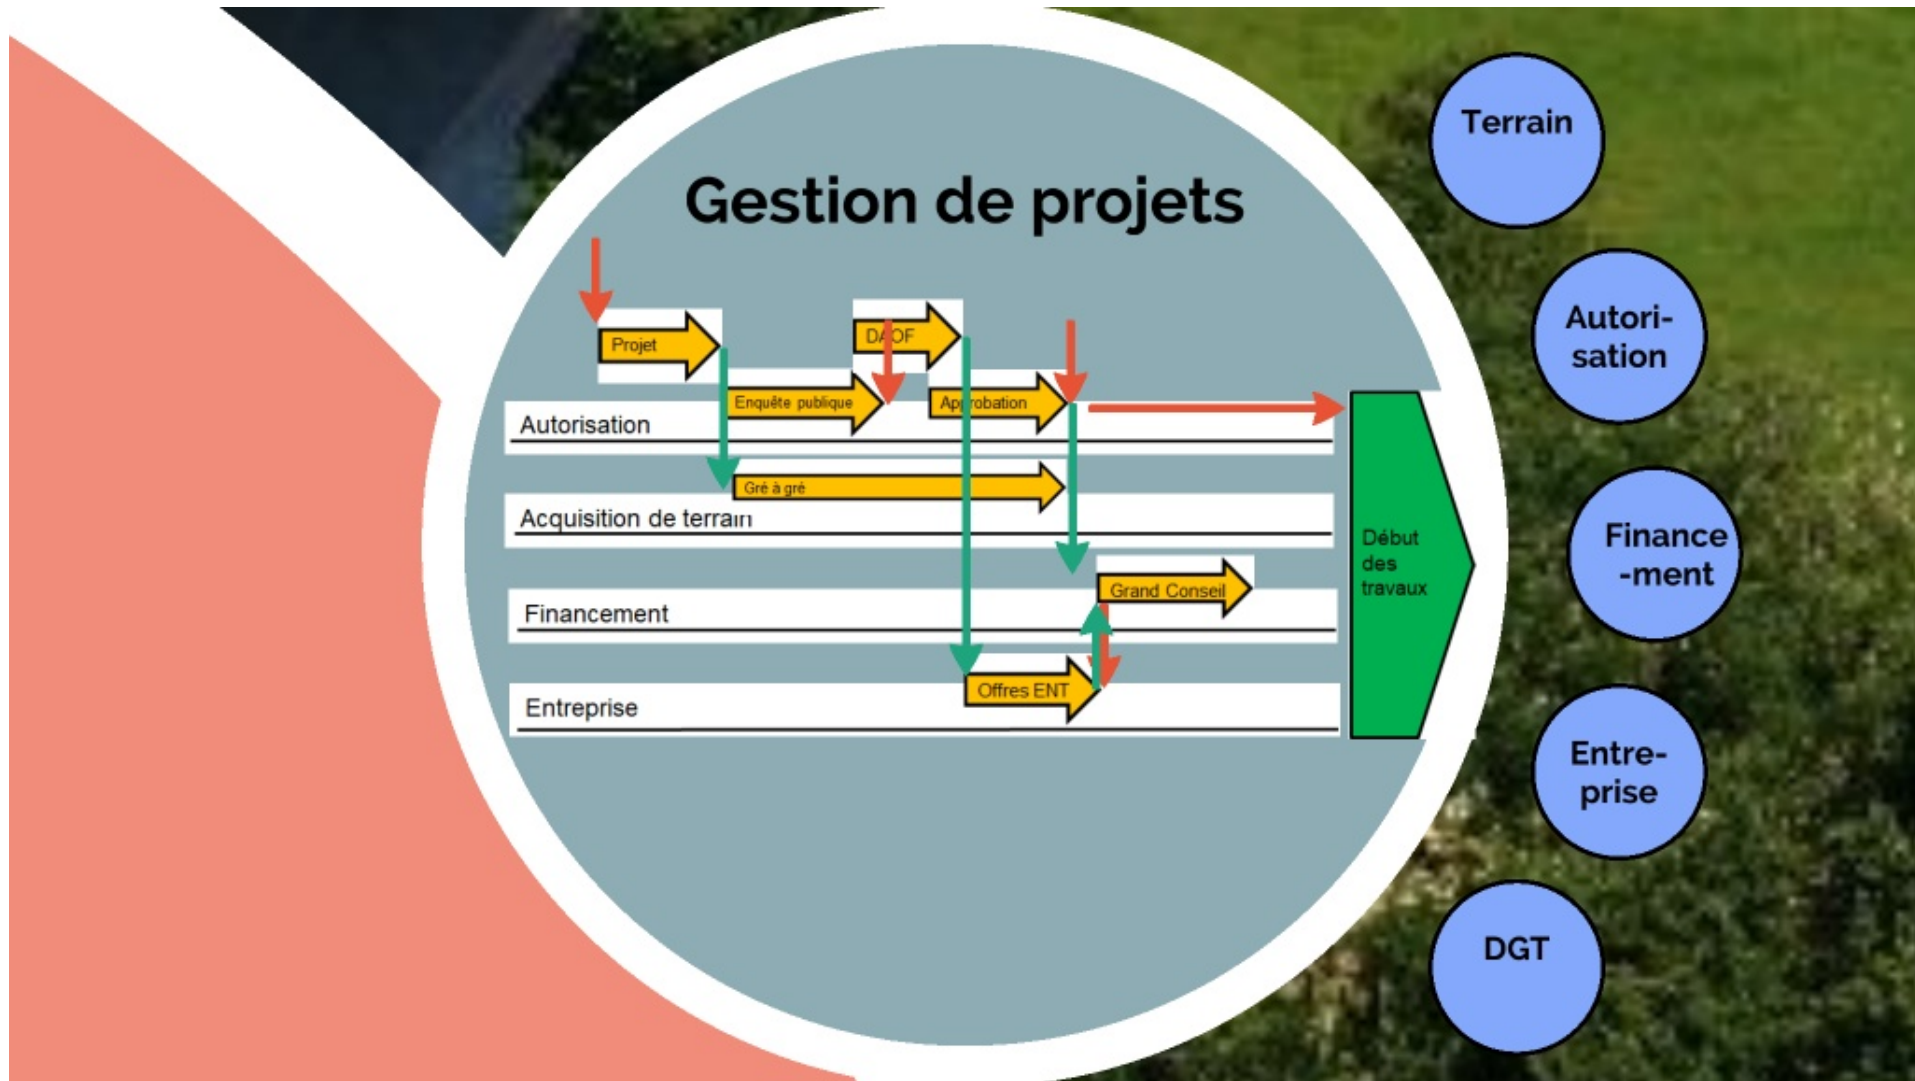 Gestion de projets
Projet
DAOF
Enquête publique
Approbation
Autorisation
Gré à gré
Acquisition de terrain
Grand Conseil
Financement
Offres ENT
Entreprise
Début
des
travaux
Terrain
Autori-
sation
Finance
-ment
Entre-
prise
DGT